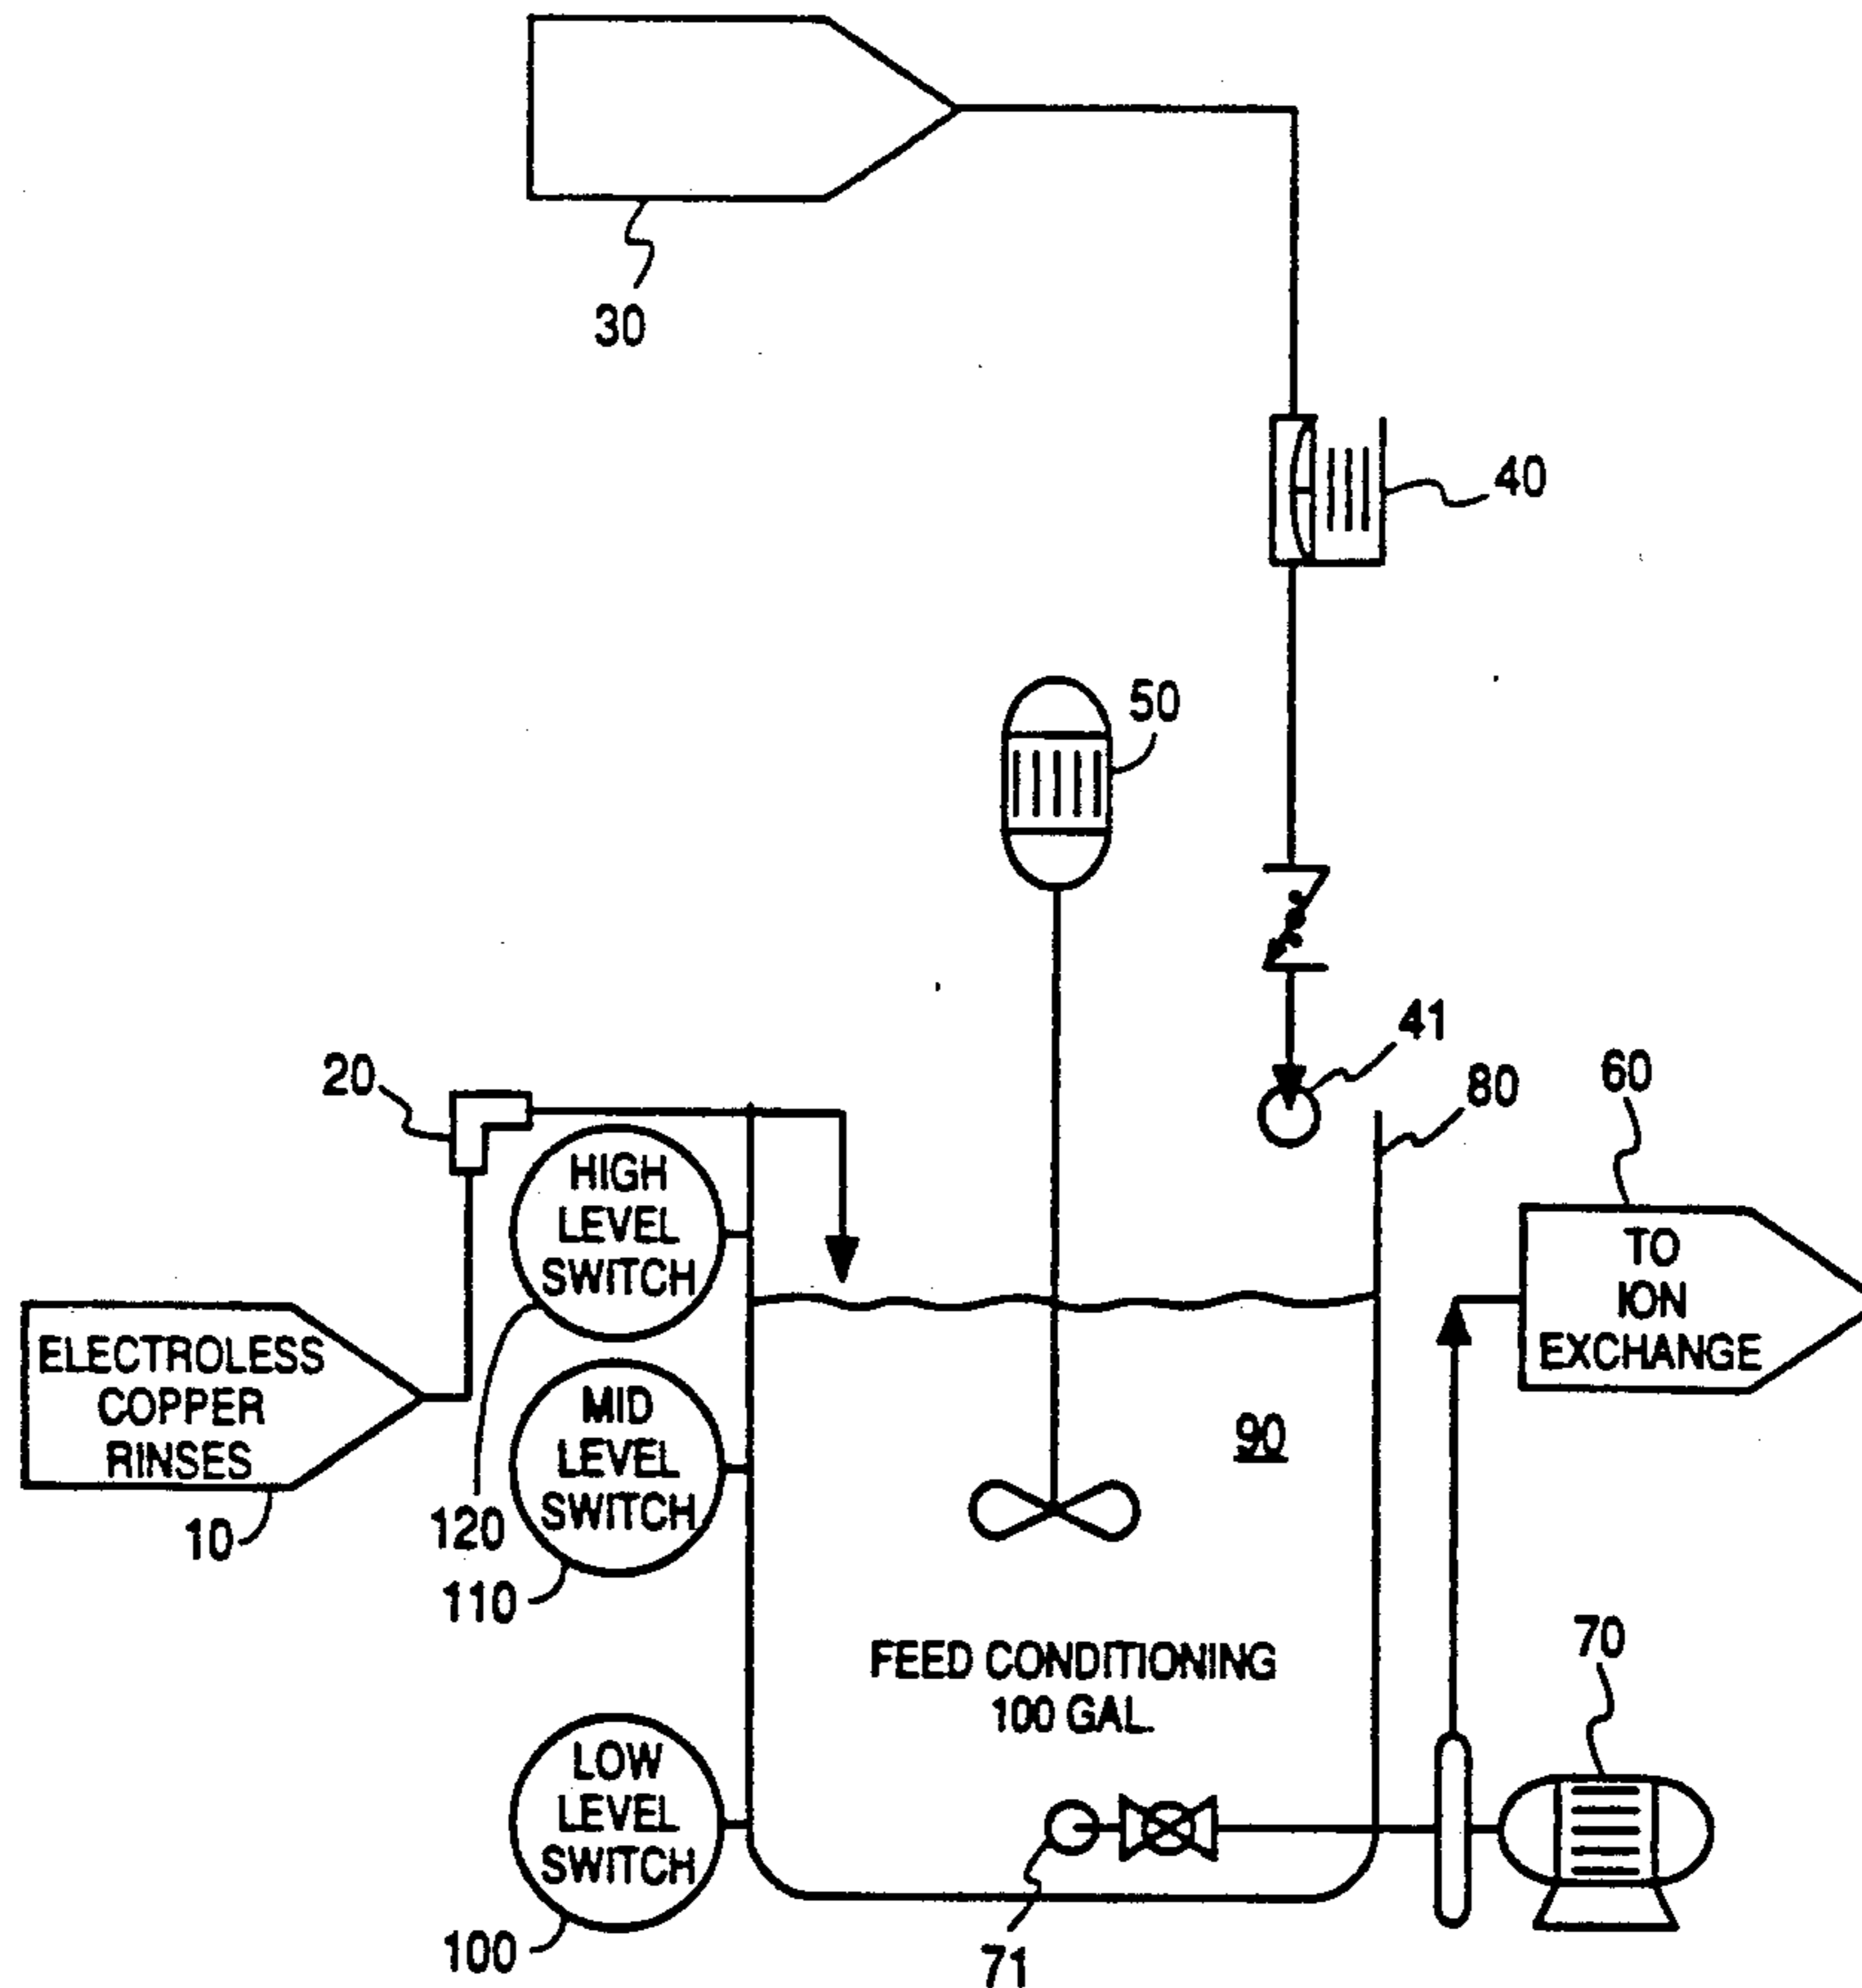 30
40
50
41
80
60
20
HIGH
LEVEL
SWITCH
TO
ION
EXCHANGE
ELECTROLESS
COPPER
RINSES
MID
LEVEL
SWITCH
90
10
120
110
FEED CONDITIONING
100 GAL.
70
LOW
LEVEL
SWITCH
100
71